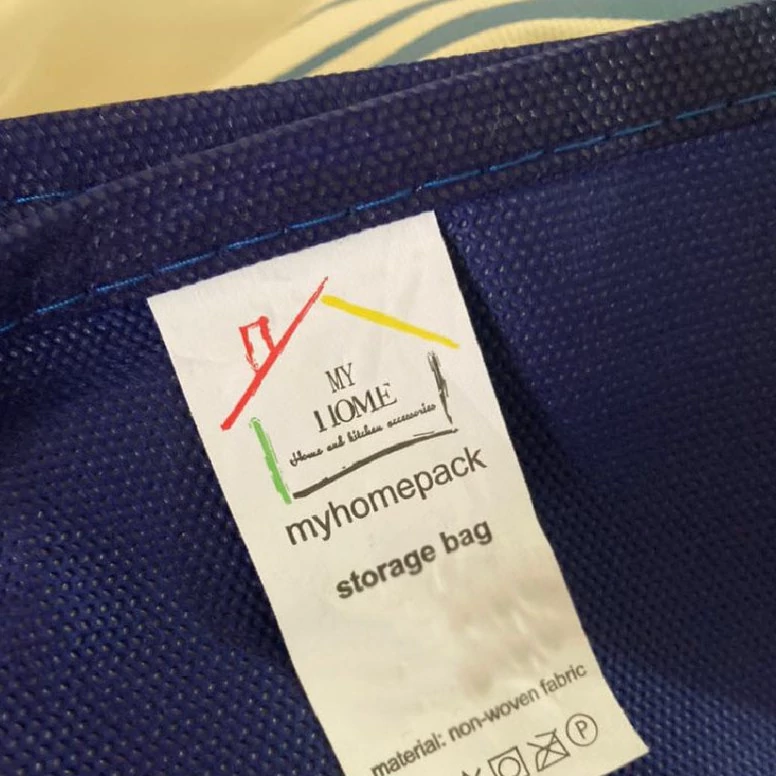 MY
HOME
Home and kitchen accessories
myhomepack
storage bag
material: non-woven fabric
P